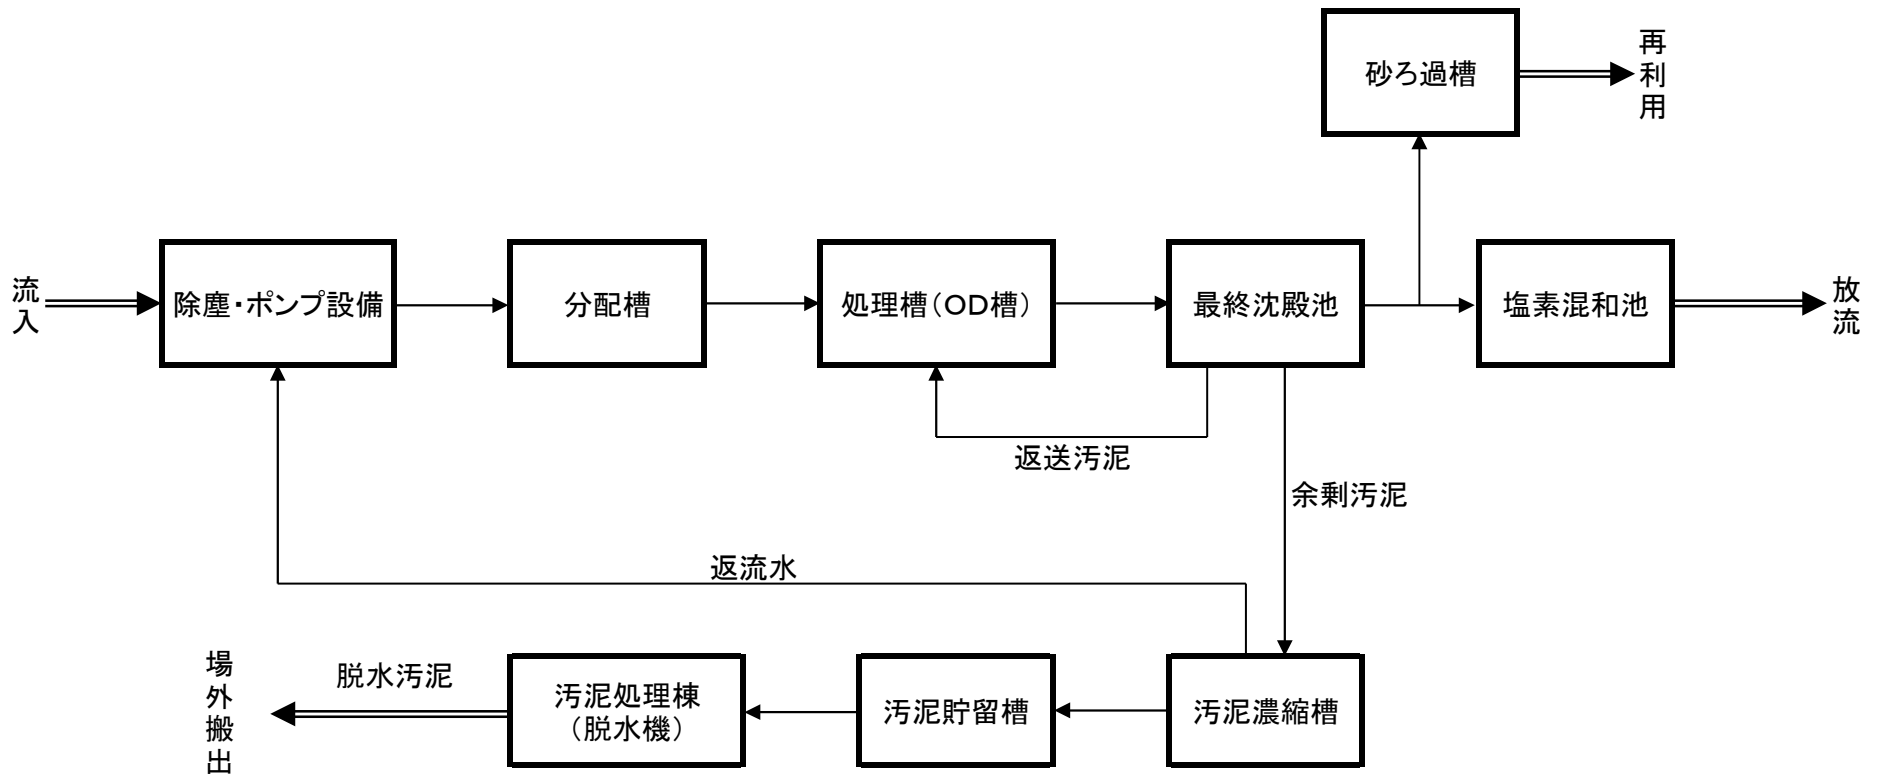 砂ろ過槽
再利用
流入
除塵・ポンプ設備
分配槽
処理槽（OD槽）
最終沈殿池
塩素混和池
放流
返送汚泥
余剰汚泥
返流水
場外搬出
脱水汚泥
汚泥処理棟
（脱水機）
汚泥貯留槽
汚泥濃縮槽